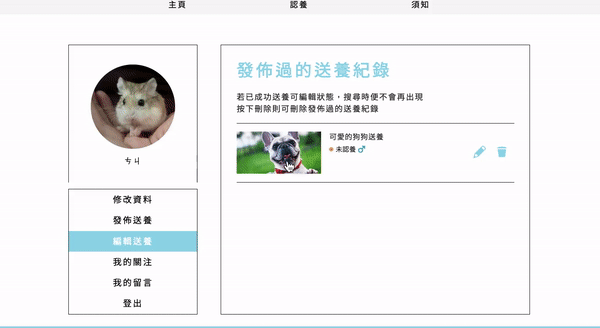 主頁 認養 須知
ㄘㄐ
修改資料
發佈送養
編輯送養
我的關注
我的留言
登出
發佈過的送養紀錄
若已成功送養可編輯狀態，搜尋時便不會再出現
按下刪除則可刪除發佈過的送養紀錄
可愛的狗狗送養
未認養